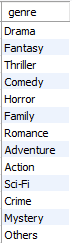 genre
Drama
Fantasy
Thriller
Comedy
Horror
Family
Romance
Adventure
Action
Sci-Fi
Crime
Mystery
Others